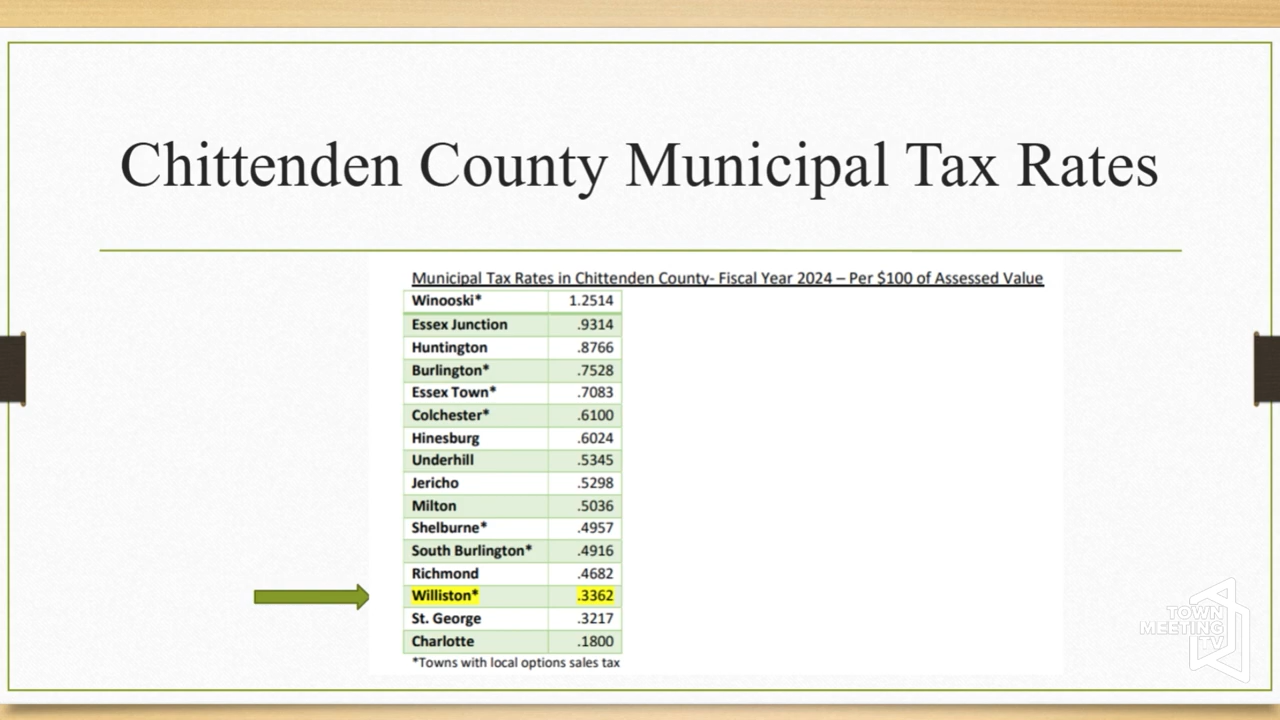 Chittenden County Municipal Tax Rates
Municipal Tax Rates in Chittenden County- Fiscal Year 2024 – Per $100 of Assessed Value
Winooski* 1.2514
Essex Junction .9314
Huntington .8766
Burlington* .7528
Essex Town* .7083
Colchester* .6100
Hinesburg .6024
Underhill .5345
Jericho .5298
Milton .5036
Shelburne* .4957
South Burlington* .4916
Richmond .4682
Williston* .3362
St. George .3217
Charlotte .1800
*Towns with local options sales tax
TOWN
MEETING
TV